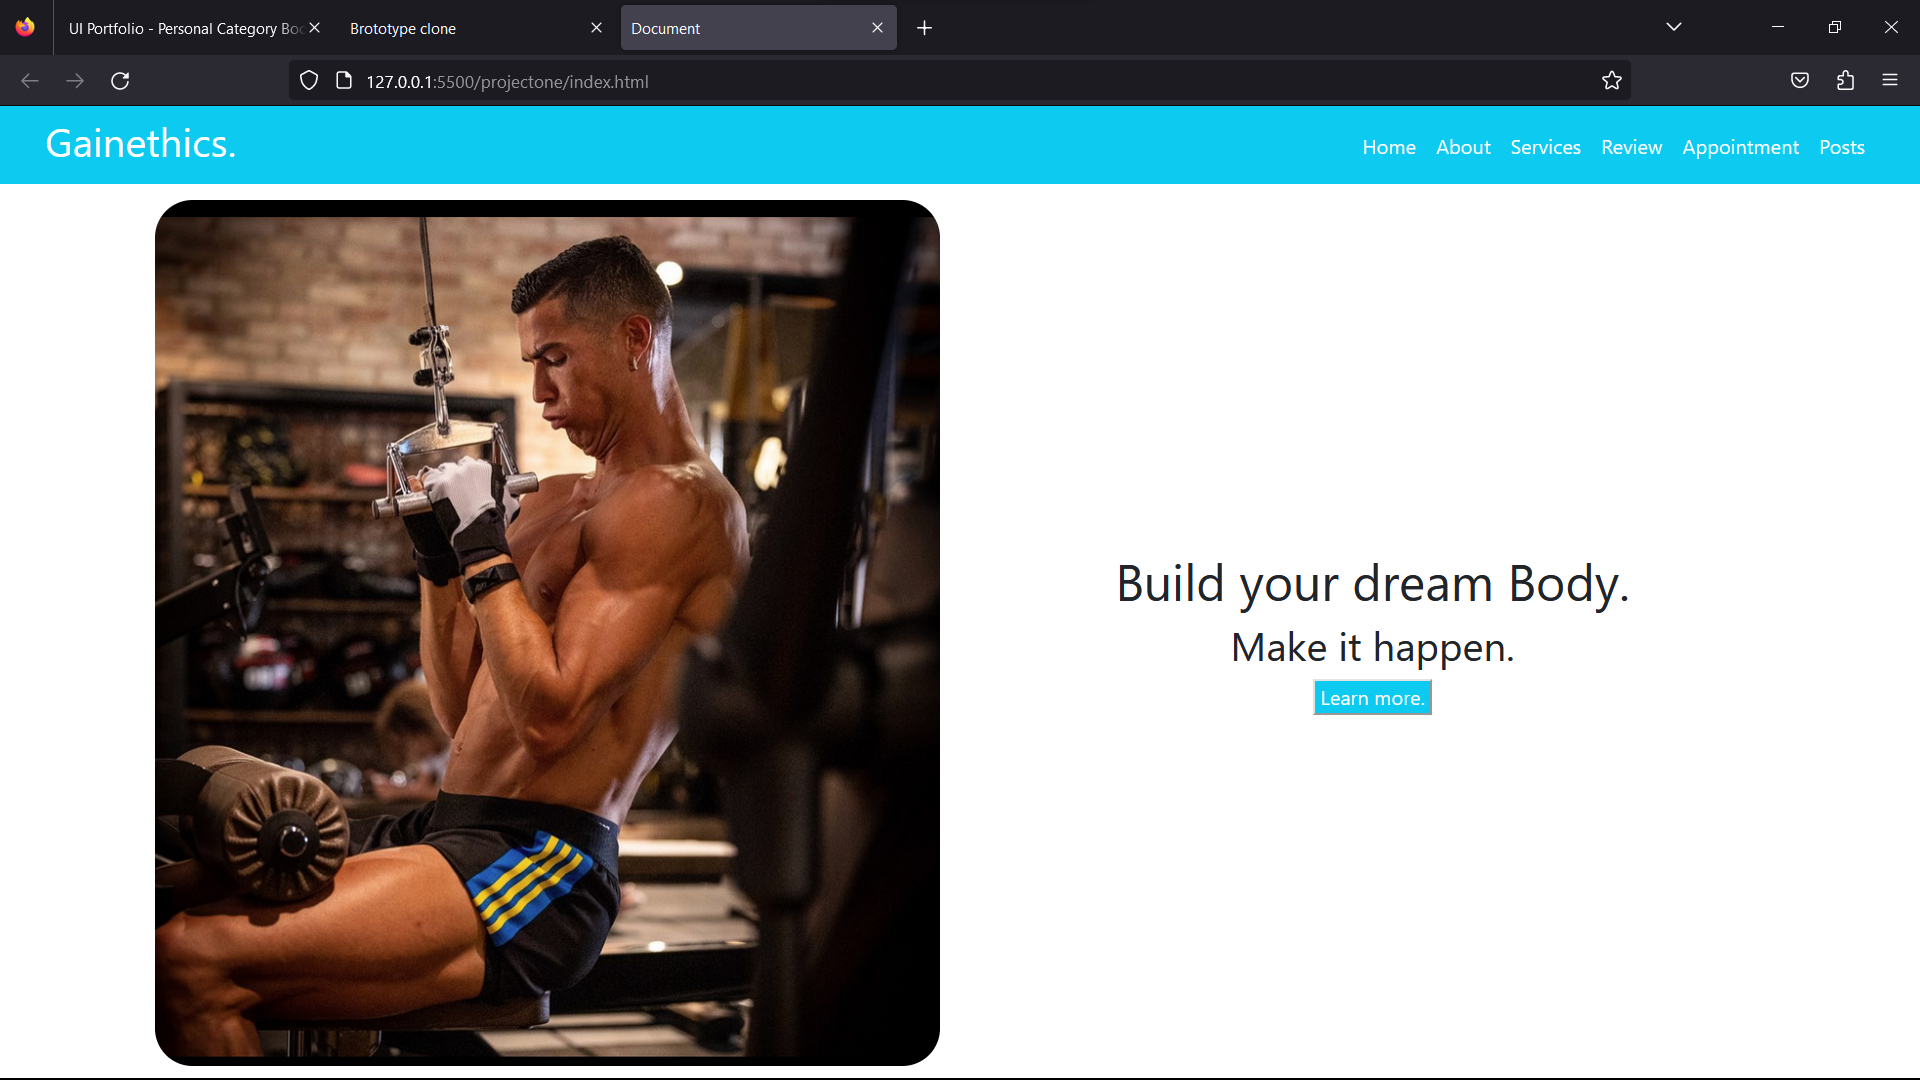 UI Portfolio - Personal Category Boo
Brototype clone
Document
127.0.0.1:5500/projectone/index.html
Gainethics.
Home About Services Review Appointment Posts
Build your dream Body.
Make it happen.
Learn more.